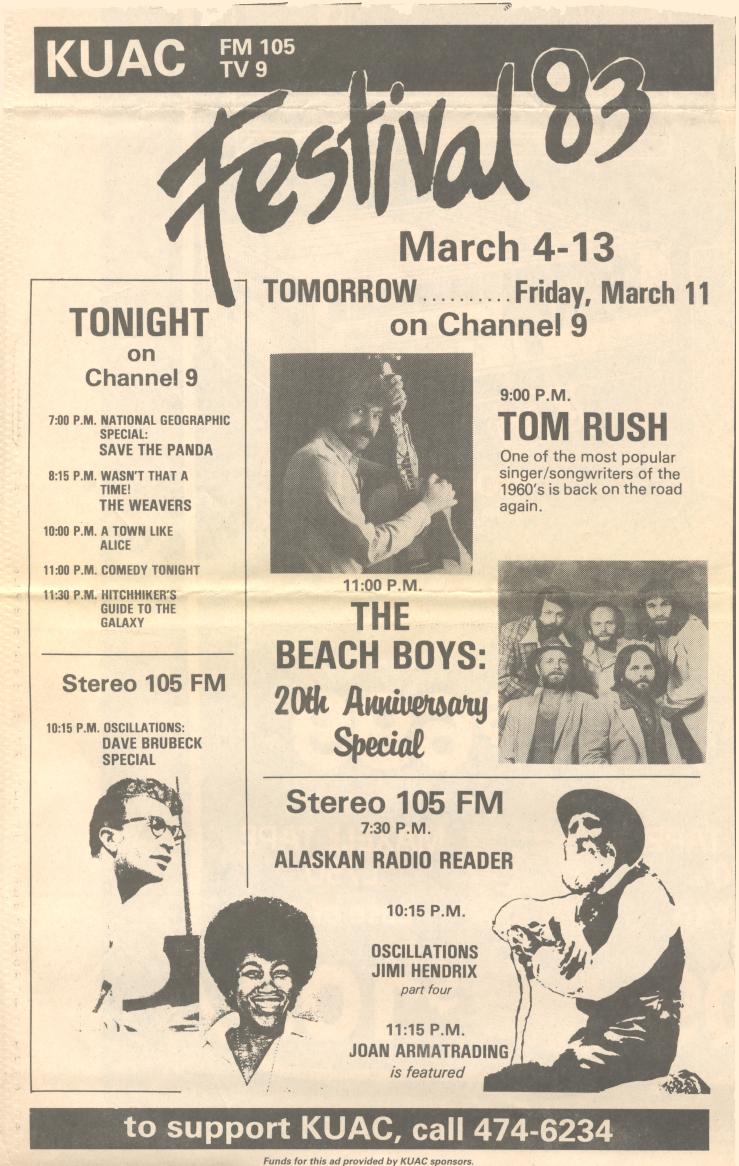 KUAC FM 105
TV 9
Festival '83
March 4-13
TONIGHT
on
Channel 9
7:00 P.M. NATIONAL GEOGRAPHIC
SPECIAL:
SAVE THE PANDA
8:15 P.M. WASN'T THAT A
TIME!
THE WEAVERS
10:00 P.M. A TOWN LIKE
ALICE
11:00 P.M. COMEDY TONIGHT
11:30 P.M. HITCHHIKER'S
GUIDE TO THE
GALAXY
Stereo 105 FM
10:15 P.M. OSCILLATIONS:
DAVE BRUBECK
SPECIAL
TOMORROW .......... Friday, March 11
on Channel 9
9:00 P.M.
TOM RUSH
One of the most popular
singer/songwriters of the
1960's is back on the road
again.
11:00 P.M.
THE
BEACH BOYS:
20th Anniversary
Special
Stereo 105 FM
7:30 P.M.
ALASKAN RADIO READER
10:15 P.M.
OSCILLATIONS
JIMI HENDRIX
part four
11:15 P.M.
JOAN ARMATRADING
is featured
to support KUAC, call 474-6234
Funds for this ad provided by KUAC sponsors.